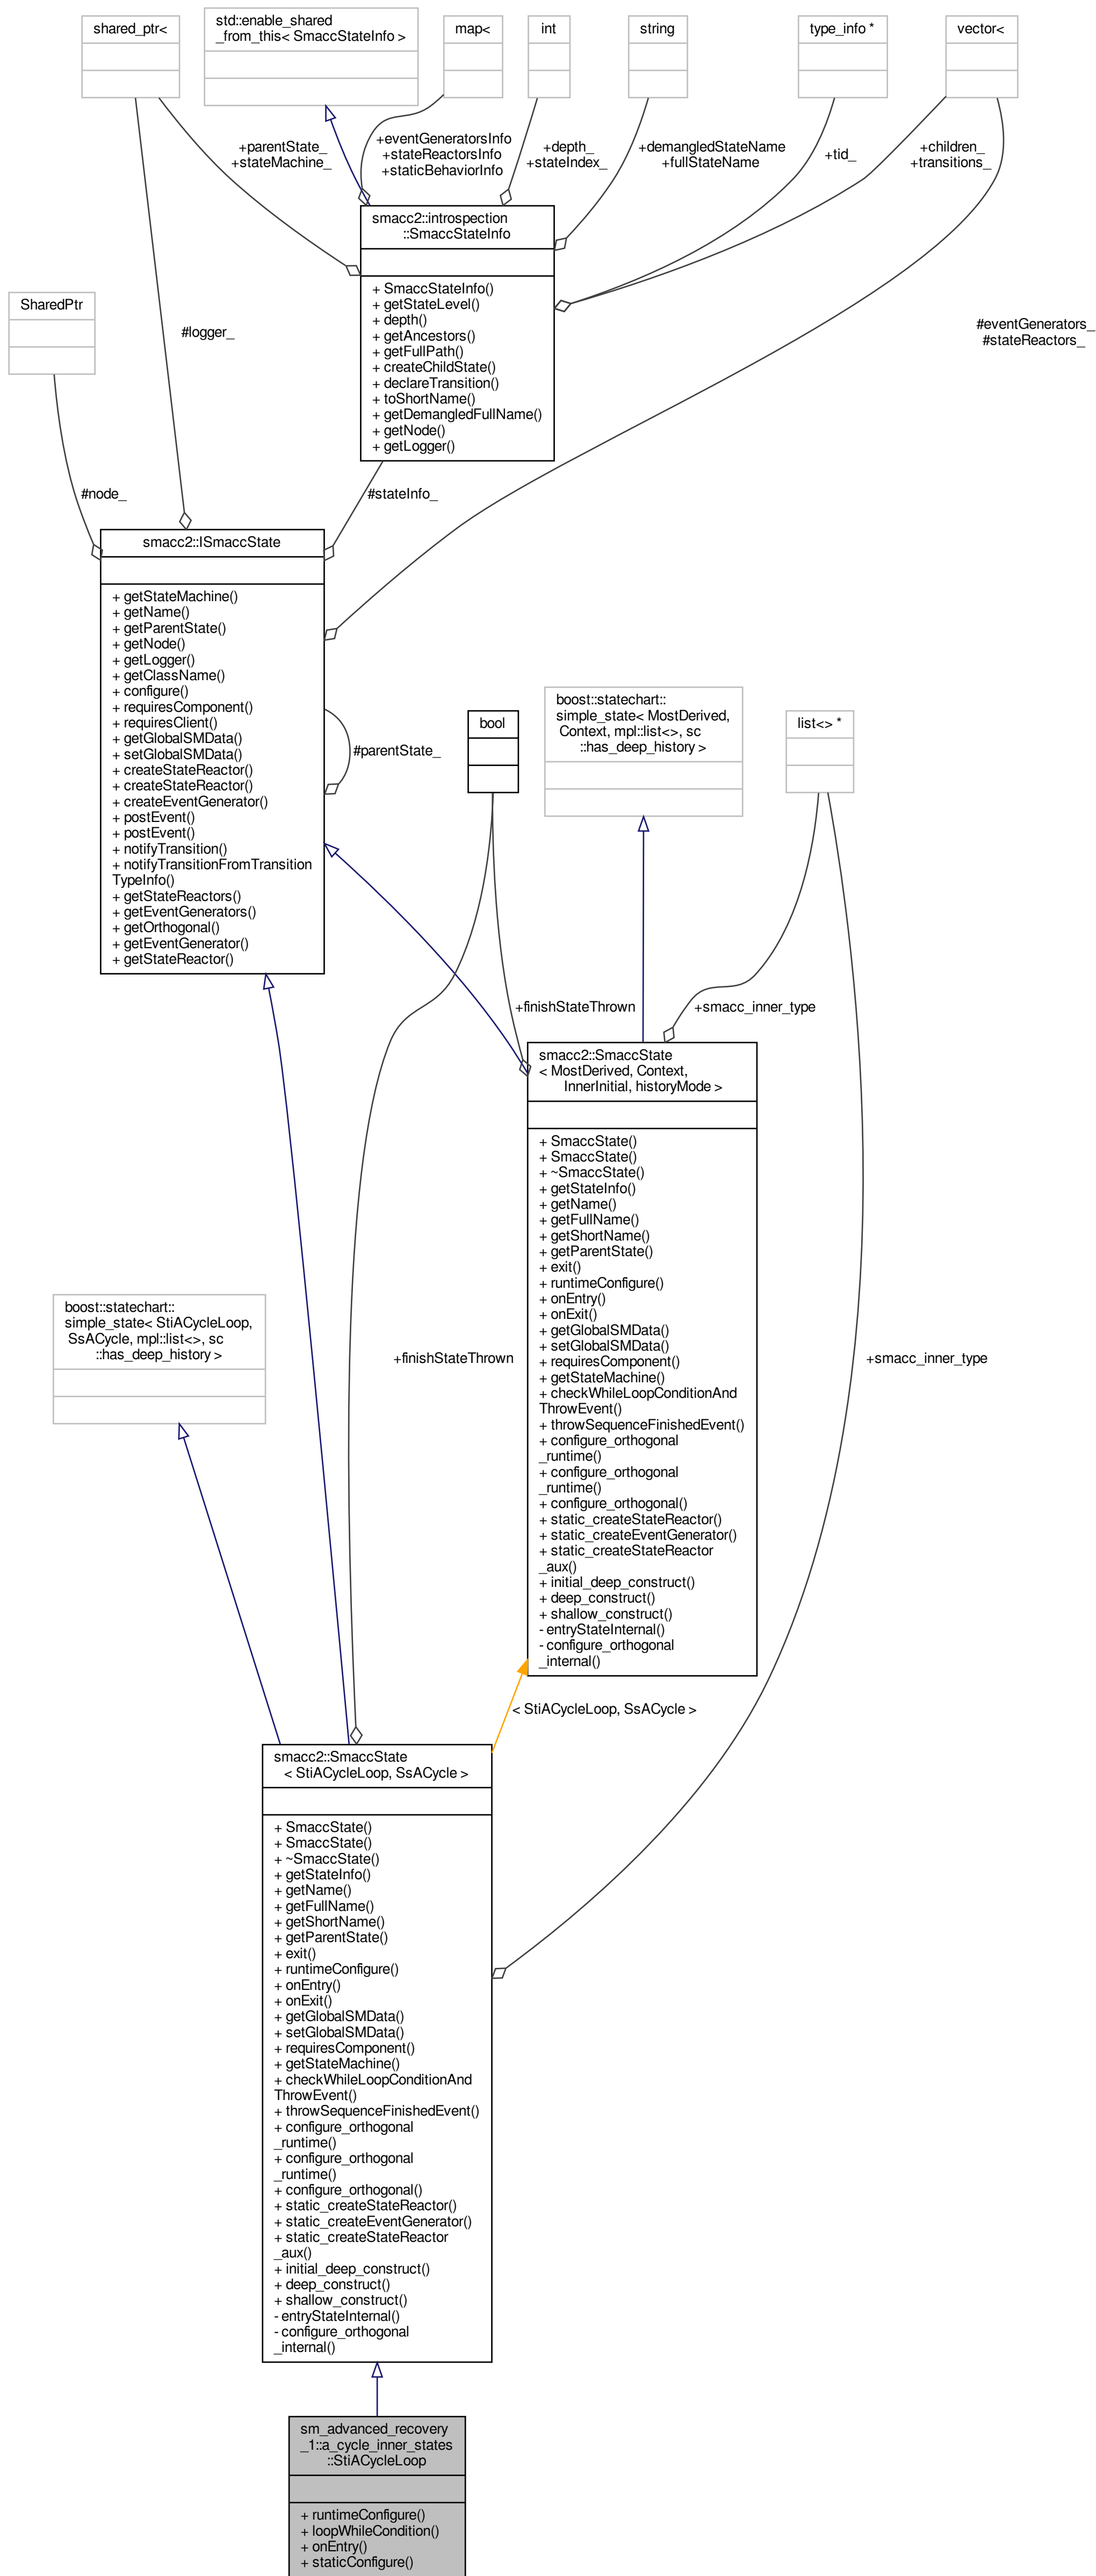 shared_ptr<
std::enable_shared
_from_this< SmaccStateInfo >
map<
int
string
type_info *
vector<
+parentState_
+stateMachine_
+eventGeneratorsInfo
+stateReactorsInfo
+staticBehaviorInfo
+depth_
+stateIndex_
+demangledStateName
+fullStateName
+tid_
+children_
+transitions_
smacc2::introspection
::SmaccStateInfo
+ SmaccStateInfo()
+ getStateLevel()
+ depth()
+ getAncestors()
+ getFullPath()
+ createChildState()
+ declareTransition()
+ toShortName()
+ getDemangledFullName()
+ getNode()
+ getLogger()
SharedPtr
#logger_
#eventGenerators_
#stateReactors_
#node_
#stateInfo_
smacc2::ISmaccState
+ getStateMachine()
+ getName()
+ getParentState()
+ getNode()
+ getLogger()
+ getClassName()
+ configure()
+ requiresComponent()
+ requiresClient()
+ getGlobalSMData()
+ setGlobalSMData()
+ createStateReactor()
+ createStateReactor()
+ createEventGenerator()
+ postEvent()
+ postEvent()
+ notifyTransition()
+ notifyTransitionFromTransition
TypeInfo()
+ getStateReactors()
+ getEventGenerators()
+ getOrthogonal()
+ getEventGenerator()
+ getStateReactor()
#parentState_
bool
boost::statechart::
simple_state< MostDerived,
Context, mpl::list<>, sc
::has_deep_history >
list<> *
+finishStateThrown
+smacc_inner_type
smacc2::SmaccState
< MostDerived, Context,
InnerInitial, historyMode >
+ SmaccState()
+ SmaccState()
+ ~SmaccState()
+ getStateInfo()
+ getName()
+ getFullName()
+ getShortName()
+ getParentState()
+ exit()
+ runtimeConfigure()
+ onEntry()
+ onExit()
+ getGlobalSMData()
+ setGlobalSMData()
+ requiresComponent()
+ getStateMachine()
+ checkWhileLoopConditionAnd
ThrowEvent()
+ throwSequenceFinishedEvent()
+ configure_orthogonal
_runtime()
+ configure_orthogonal
_runtime()
+ configure_orthogonal()
+ static_createStateReactor()
+ static_createEventGenerator()
+ static_createStateReactor
_aux()
+ initial_deep_construct()
+ deep_construct()
+ shallow_construct()
- entryStateInternal()
- configure_orthogonal
_internal()
boost::statechart::
simple_state< StiACycleLoop,
SsACycle, mpl::list<>, sc
::has_deep_history >
+finishStateThrown
+smacc_inner_type
< StiACycleLoop, SsACycle >
smacc2::SmaccState
< StiACycleLoop, SsACycle >
+ SmaccState()
+ SmaccState()
+ ~SmaccState()
+ getStateInfo()
+ getName()
+ getFullName()
+ getShortName()
+ getParentState()
+ exit()
+ runtimeConfigure()
+ onEntry()
+ onExit()
+ getGlobalSMData()
+ setGlobalSMData()
+ requiresComponent()
+ getStateMachine()
+ checkWhileLoopConditionAnd
ThrowEvent()
+ throwSequenceFinishedEvent()
+ configure_orthogonal
_runtime()
+ configure_orthogonal
_runtime()
+ configure_orthogonal()
+ static_createStateReactor()
+ static_createEventGenerator()
+ static_createStateReactor
_aux()
+ initial_deep_construct()
+ deep_construct()
+ shallow_construct()
- entryStateInternal()
- configure_orthogonal
_internal()
sm_advanced_recovery
_1::a_cycle_inner_states
::StiACycleLoop
+ runtimeConfigure()
+ loopWhileCondition()
+ onEntry()
+ staticConfigure()